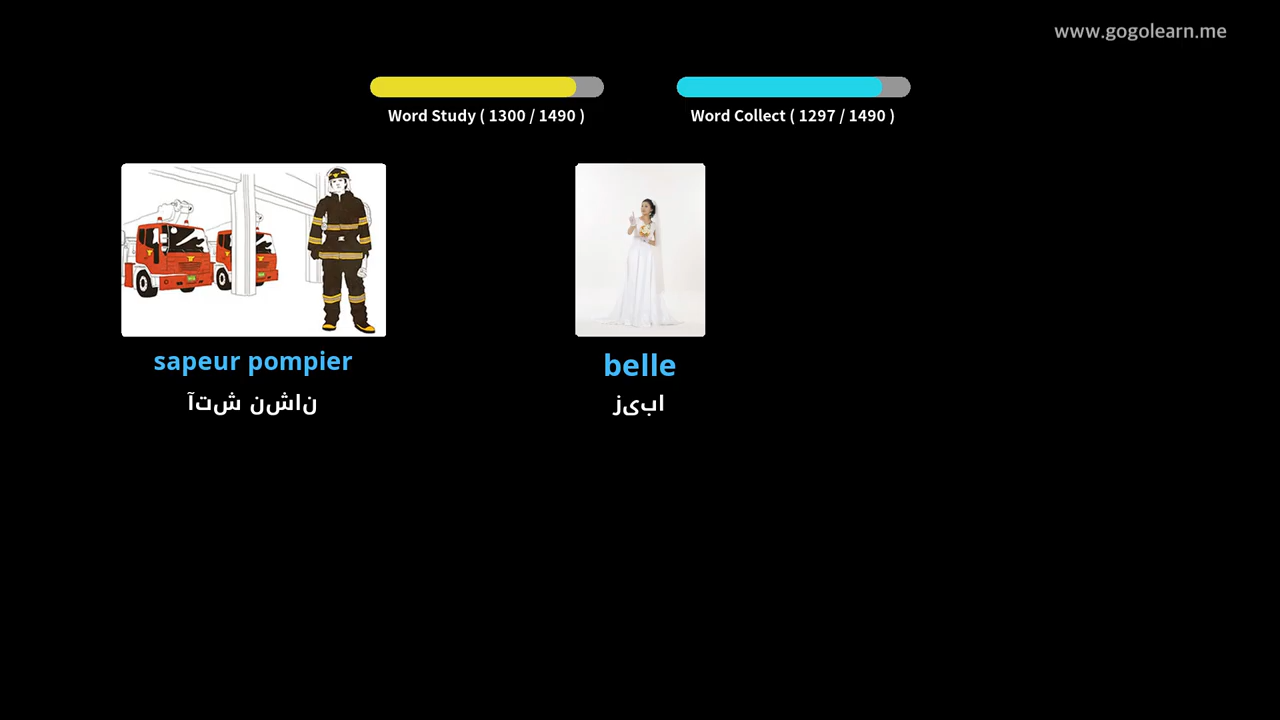 www.gogolearn.me
Word Study ( 1300 / 1490 )
Word Collect ( 1297 / 1490 )
sapeur pompier
ناشن شتآ
belle
ابیز